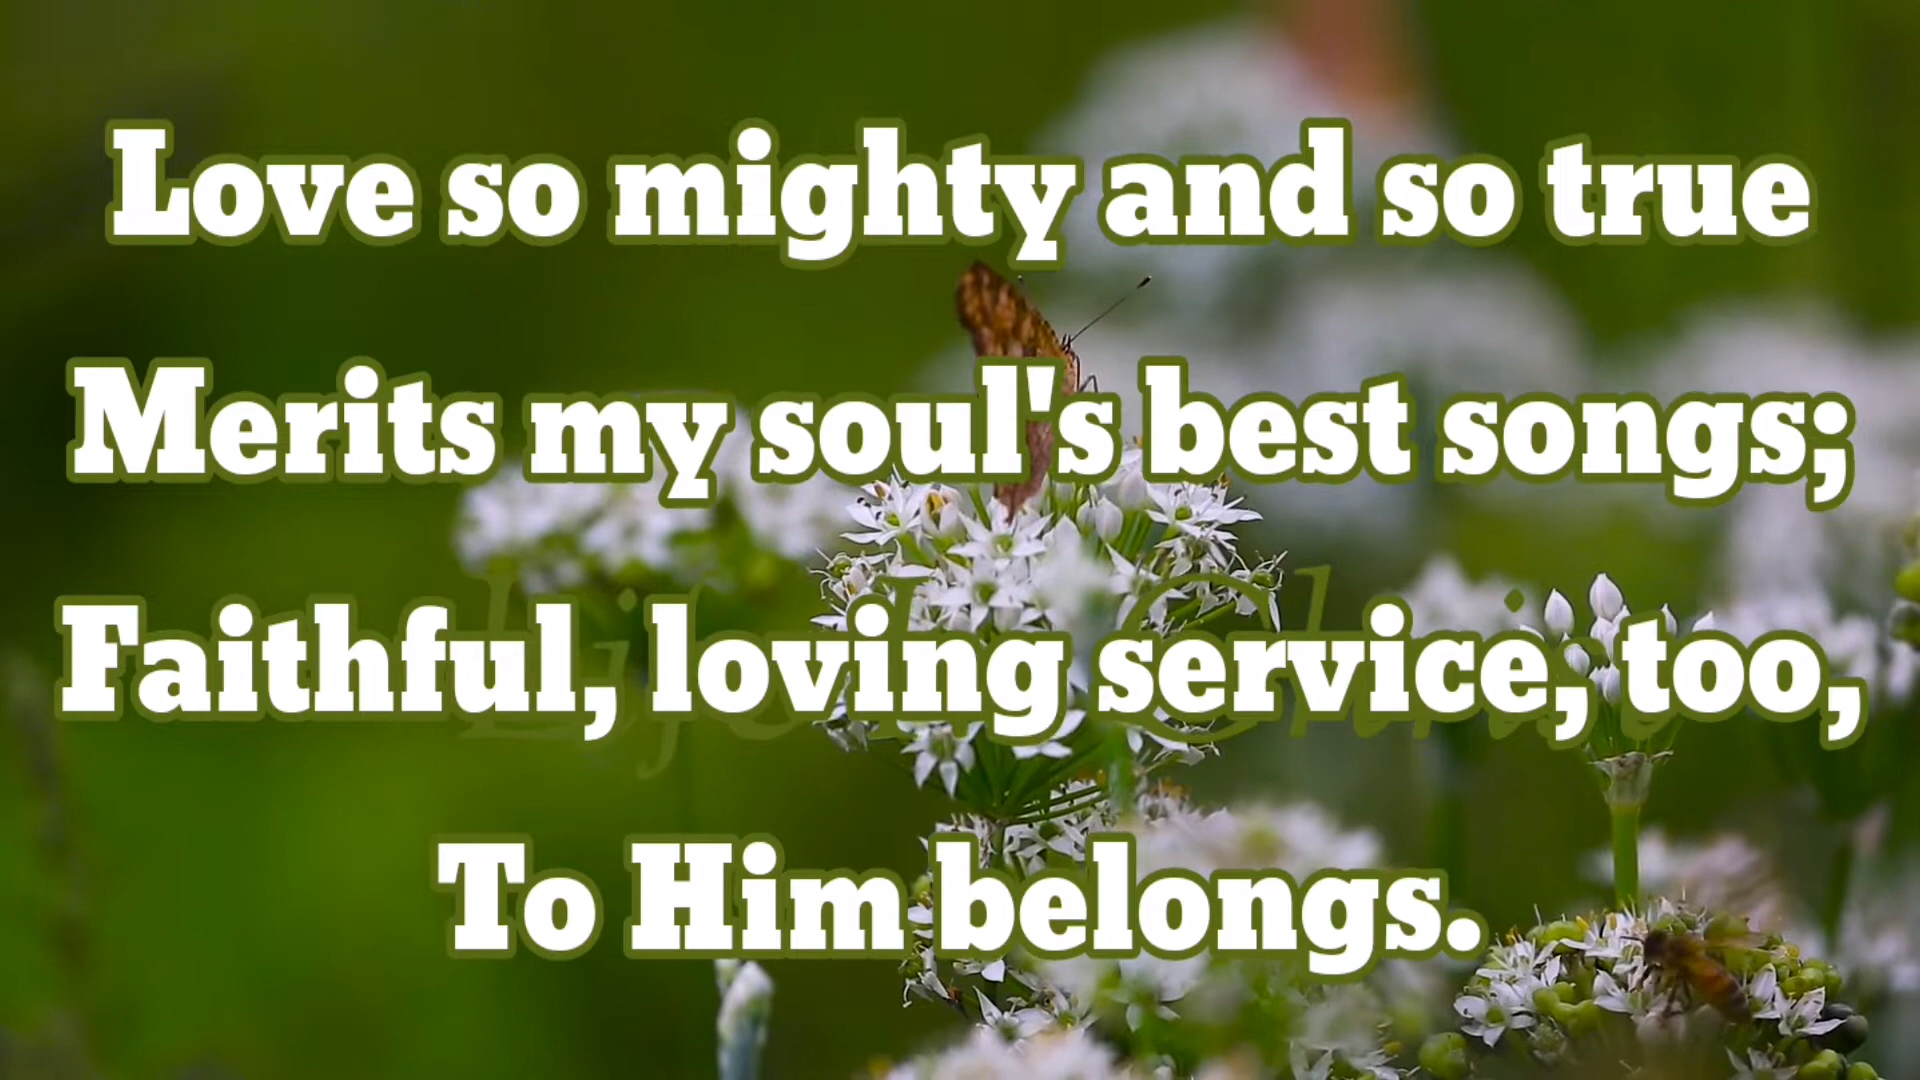 Love so mighty and so true
Merits my soul's best songs;
Faithful, loving service, too,
To Him belongs.